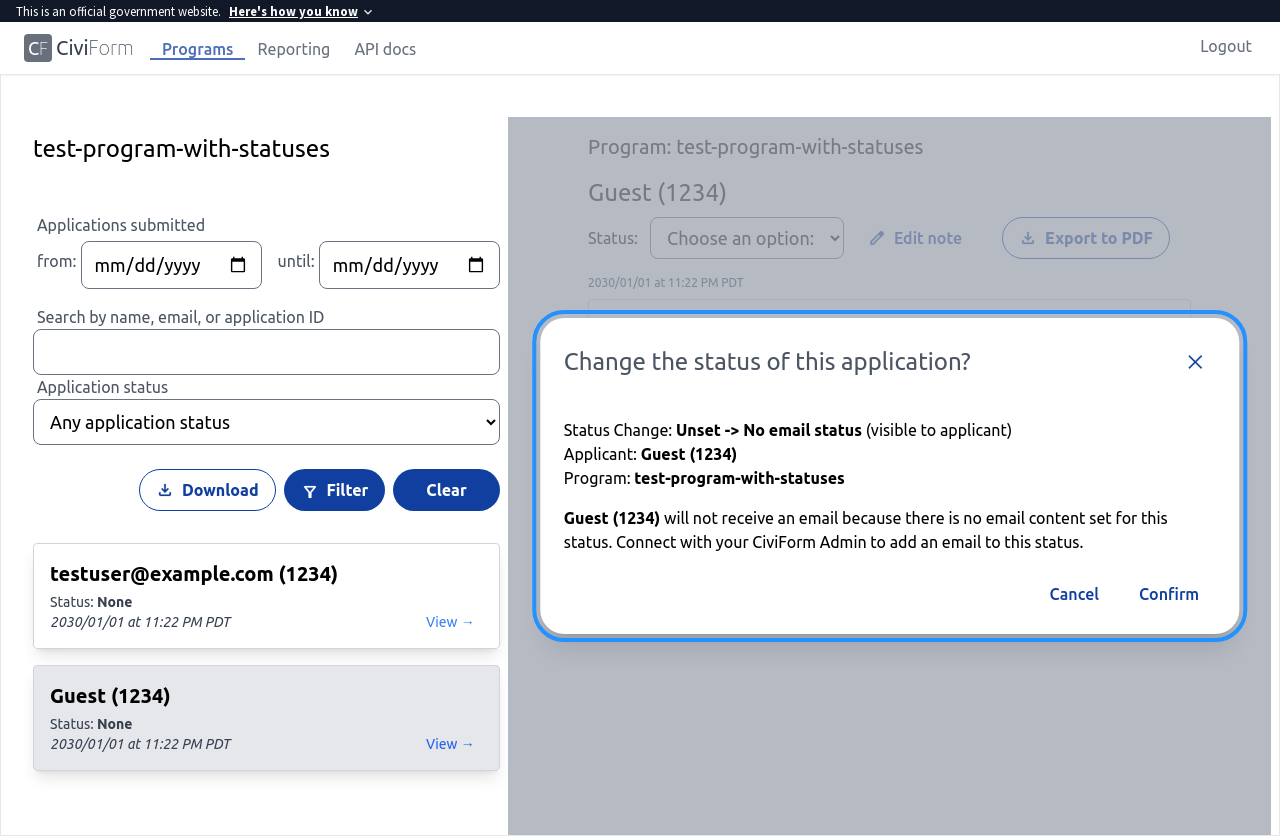 This is an official government website. Here's how you know
CF CiviForm Programs Reporting API docs Logout
test-program-with-statuses
Applications submitted
from: mm/dd/yyyy until: mm/dd/yyyy
Search by name, email, or application ID
Application status
Any application status
Download Filter Clear
testuser@example.com (1234)
Status: None
2030/01/01 at 11:22 PM PDT View →
Guest (1234)
Status: None
2030/01/01 at 11:22 PM PDT View →
Program: test-program-with-statuses
Guest (1234)
Status: Choose an option: Edit note Export to PDF
2030/01/01 at 11:22 PM PDT
Change the status of this application?
Status Change: Unset -> No email status (visible to applicant)
Applicant: Guest (1234)
Program: test-program-with-statuses
Guest (1234) will not receive an email because there is no email content set for this
status. Connect with your CiviForm Admin to add an email to this status.
Cancel Confirm